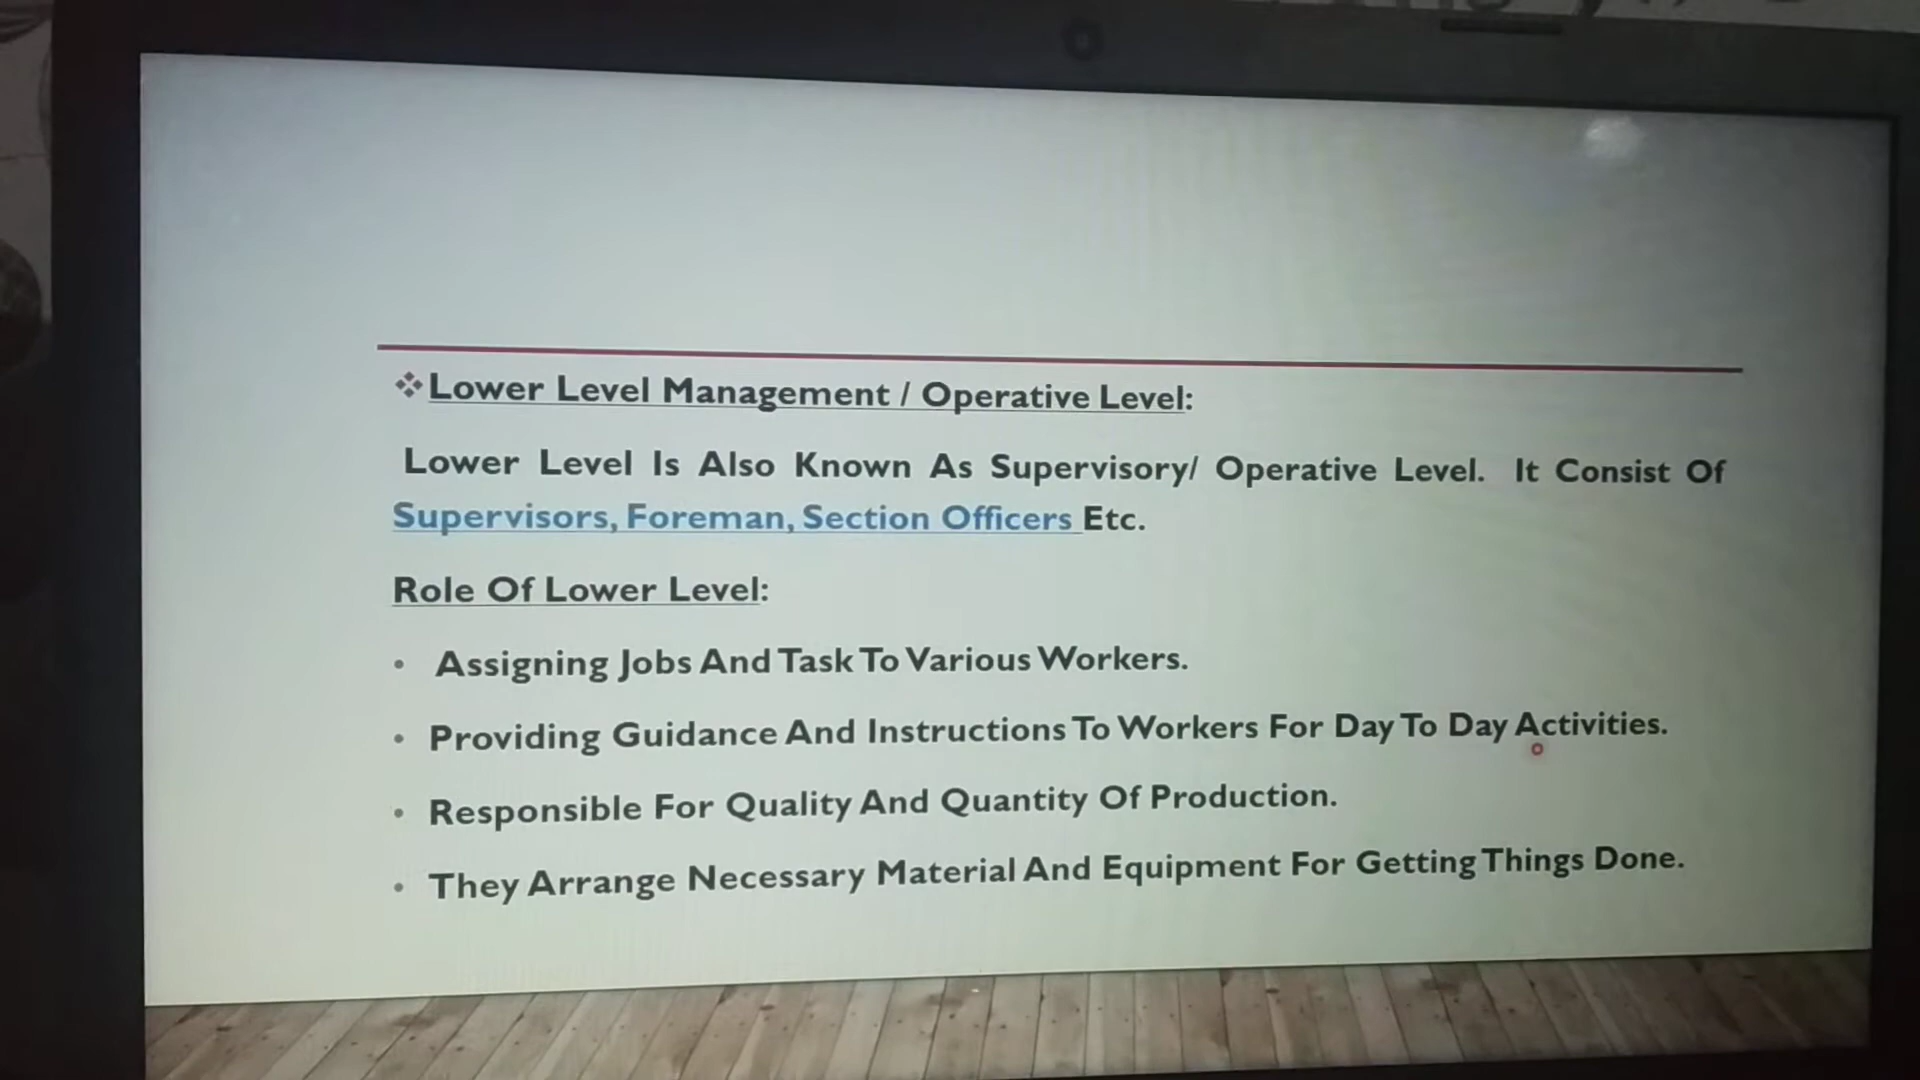 ❖Lower Level Management / Operative Level:
Lower Level Is Also Known As Supervisory/ Operative Level. It Consist Of
Supervisors, Foreman, Section Officers Etc.
Role Of Lower Level:
• Assigning Jobs And Task To Various Workers.
• Providing Guidance And Instructions To Workers For Day To Day Activities.
• Responsible For Quality And Quantity Of Production.
• They Arrange Necessary Material And Equipment For Getting Things Done.